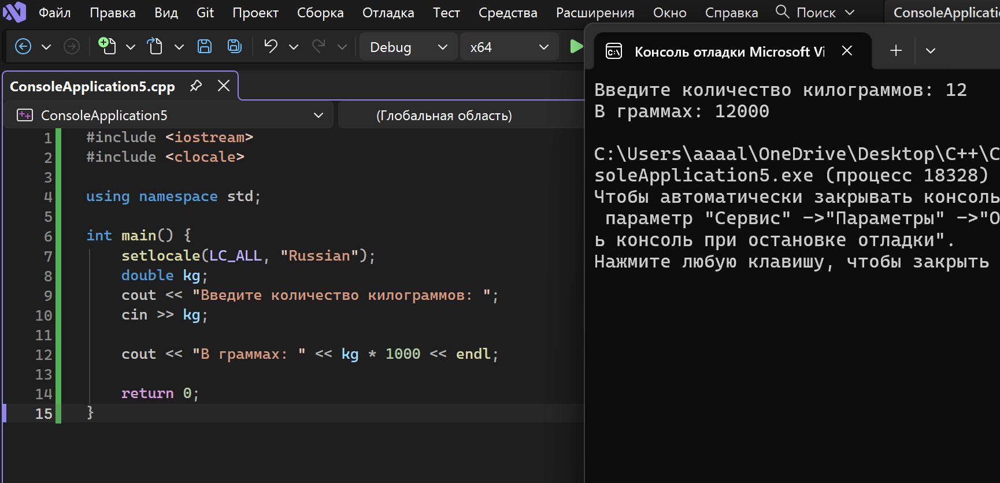 Файл Правка Вид Git Проект Сборка Отладка Тест Средства Расширения Окно Справка Поиск
Debug x64
ConsoleApplication5.cpp
ConsoleApplication5 (Глобальная область)
1 #include <iostream>
2 #include <clocale>
3
4 using namespace std;
5
6 int main() {
7 setlocale(LC_ALL, "Russian");
8 double kg;
9 cout << "Введите количество килограммов: ";
10 cin >> kg;
11
12 cout << "В граммах: " << kg * 1000 << endl;
13
14 return 0;
15 }
Консоль отладки Microsoft
Введите количество килограммов: 12
В граммах: 12000
C:\Users\aaaal\OneDrive\Desktop\C++\C
soleApplication5.exe (процесс 18328)
Чтобы автоматически закрывать консоль
параметр "Сервис" ->"Параметры" ->"О
ь консоль при остановке отладки".
Нажмите любую клавишу, чтобы закрыть